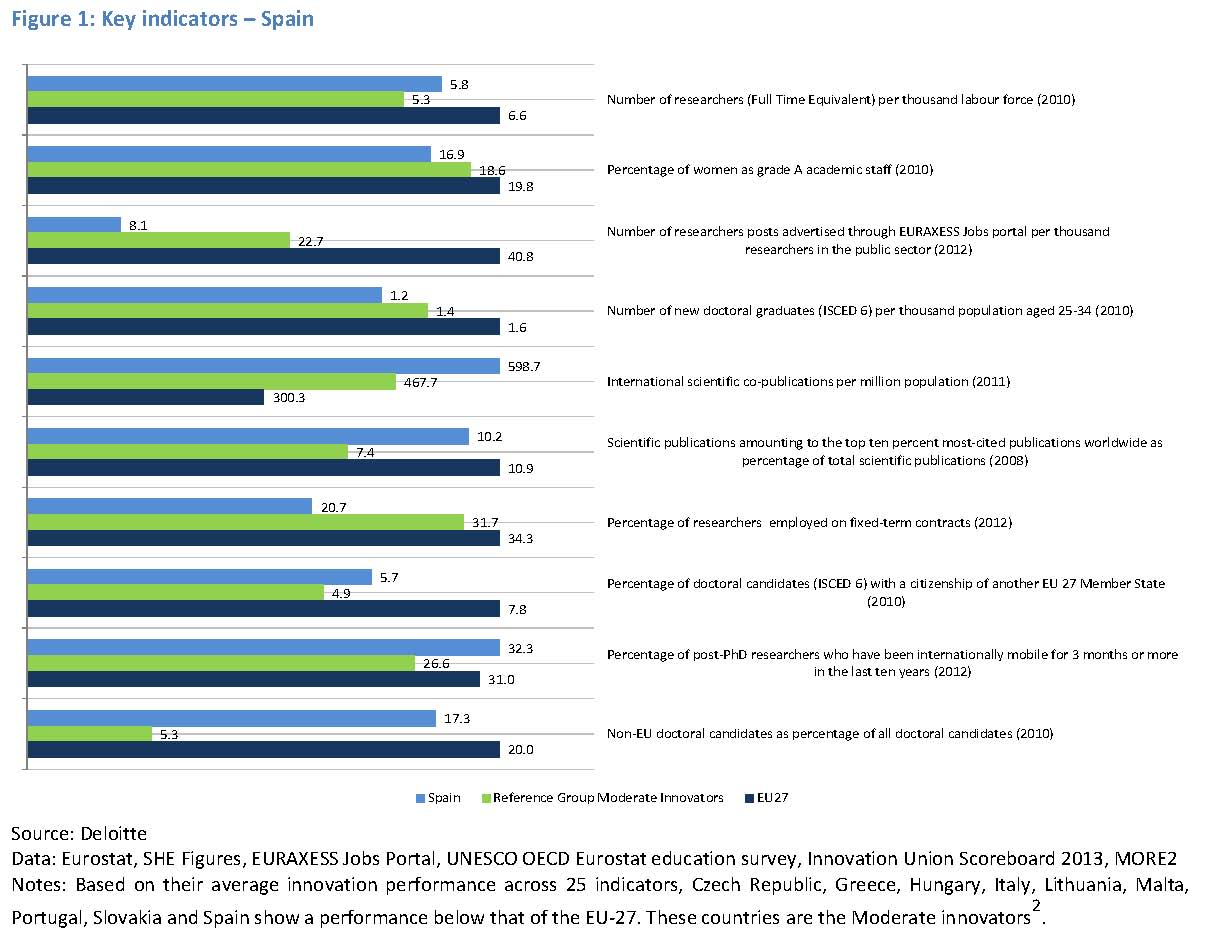 Figure 1: Key indicators – Spain
5.8
5.3
6.6
Number of researchers (Full Time Equivalent) per thousand labour force (2010)
16.9
18.6
19.8
Percentage of women as grade A academic staff (2010)
8.1
22.7
40.8
Number of researchers posts advertised through EURAXESS Jobs portal per thousand
researchers in the public sector (2012)
1.2
1.4
1.6
Number of new doctoral graduates (ISCED 6) per thousand population aged 25-34 (2010)
598.7
467.7
300.3
International scientific co-publications per million population (2011)
10.2
7.4
10.9
Scientific publications amounting to the top ten percent most-cited publications worldwide as
percentage of total scientific publications (2008)
20.7
31.7
34.3
Percentage of researchers employed on fixed-term contracts (2012)
5.7
4.9
7.8
Percentage of doctoral candidates (ISCED 6) with a citizenship of another EU 27 Member State
(2010)
32.3
26.6
31.0
Percentage of post-PhD researchers who have been internationally mobile for 3 months or more
in the last ten years (2012)
17.3
5.3
20.0
Non-EU doctoral candidates as percentage of all doctoral candidates (2010)
Spain Reference Group Moderate Innovators EU27
Source: Deloitte
Data: Eurostat, SHE Figures, EURAXESS Jobs Portal, UNESCO OECD Eurostat education survey, Innovation Union Scoreboard 2013, MORE2
Notes: Based on their average innovation performance across 25 indicators, Czech Republic, Greece, Hungary, Italy, Lithuania, Malta,
Portugal, Slovakia and Spain show a performance below that of the EU-27. These countries are the Moderate innovators2.